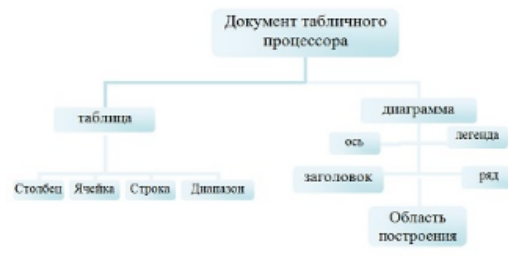 Документ табличного
процессора
таблица
диаграмма
ось
легенда
заголовок
ряд
Столбец Ячейка Строка Диапазон
Область
построения